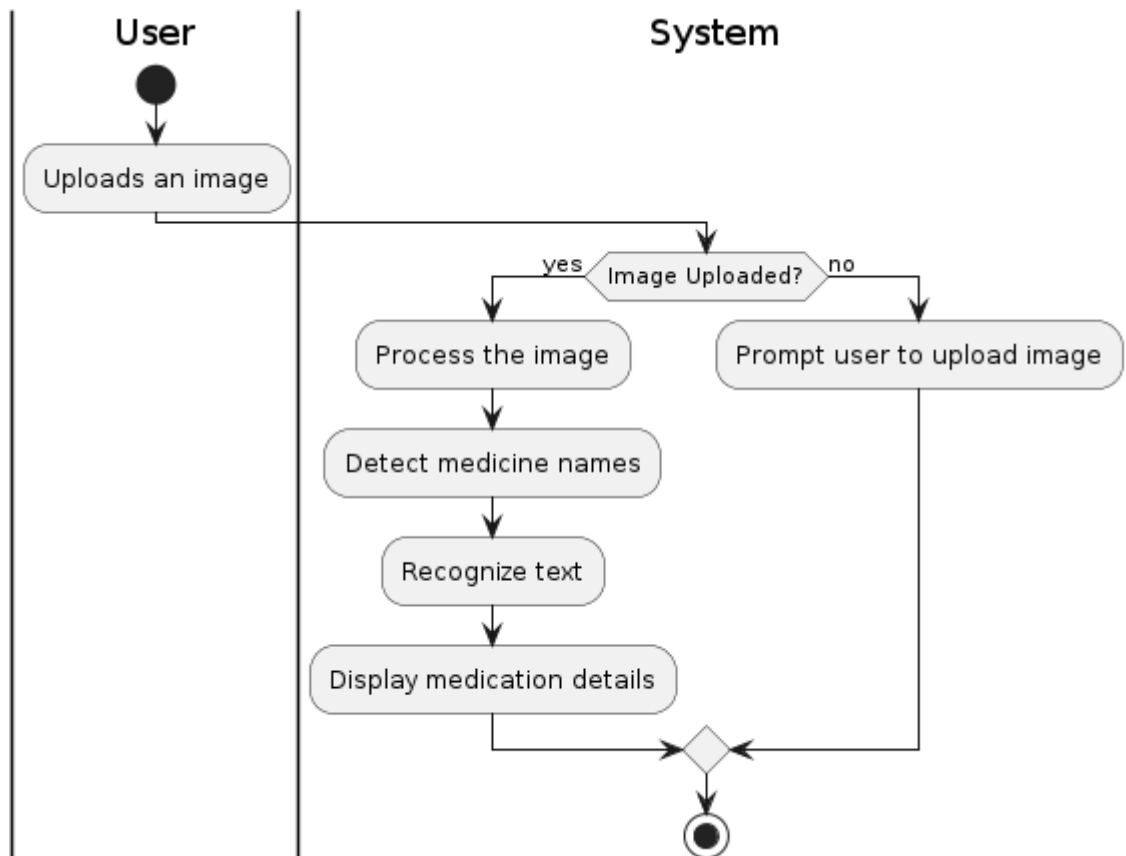 User
System
Uploads an image
yes
Image Uploaded?
no
Process the image
Prompt user to upload image
Detect medicine names
Recognize text
Display medication details